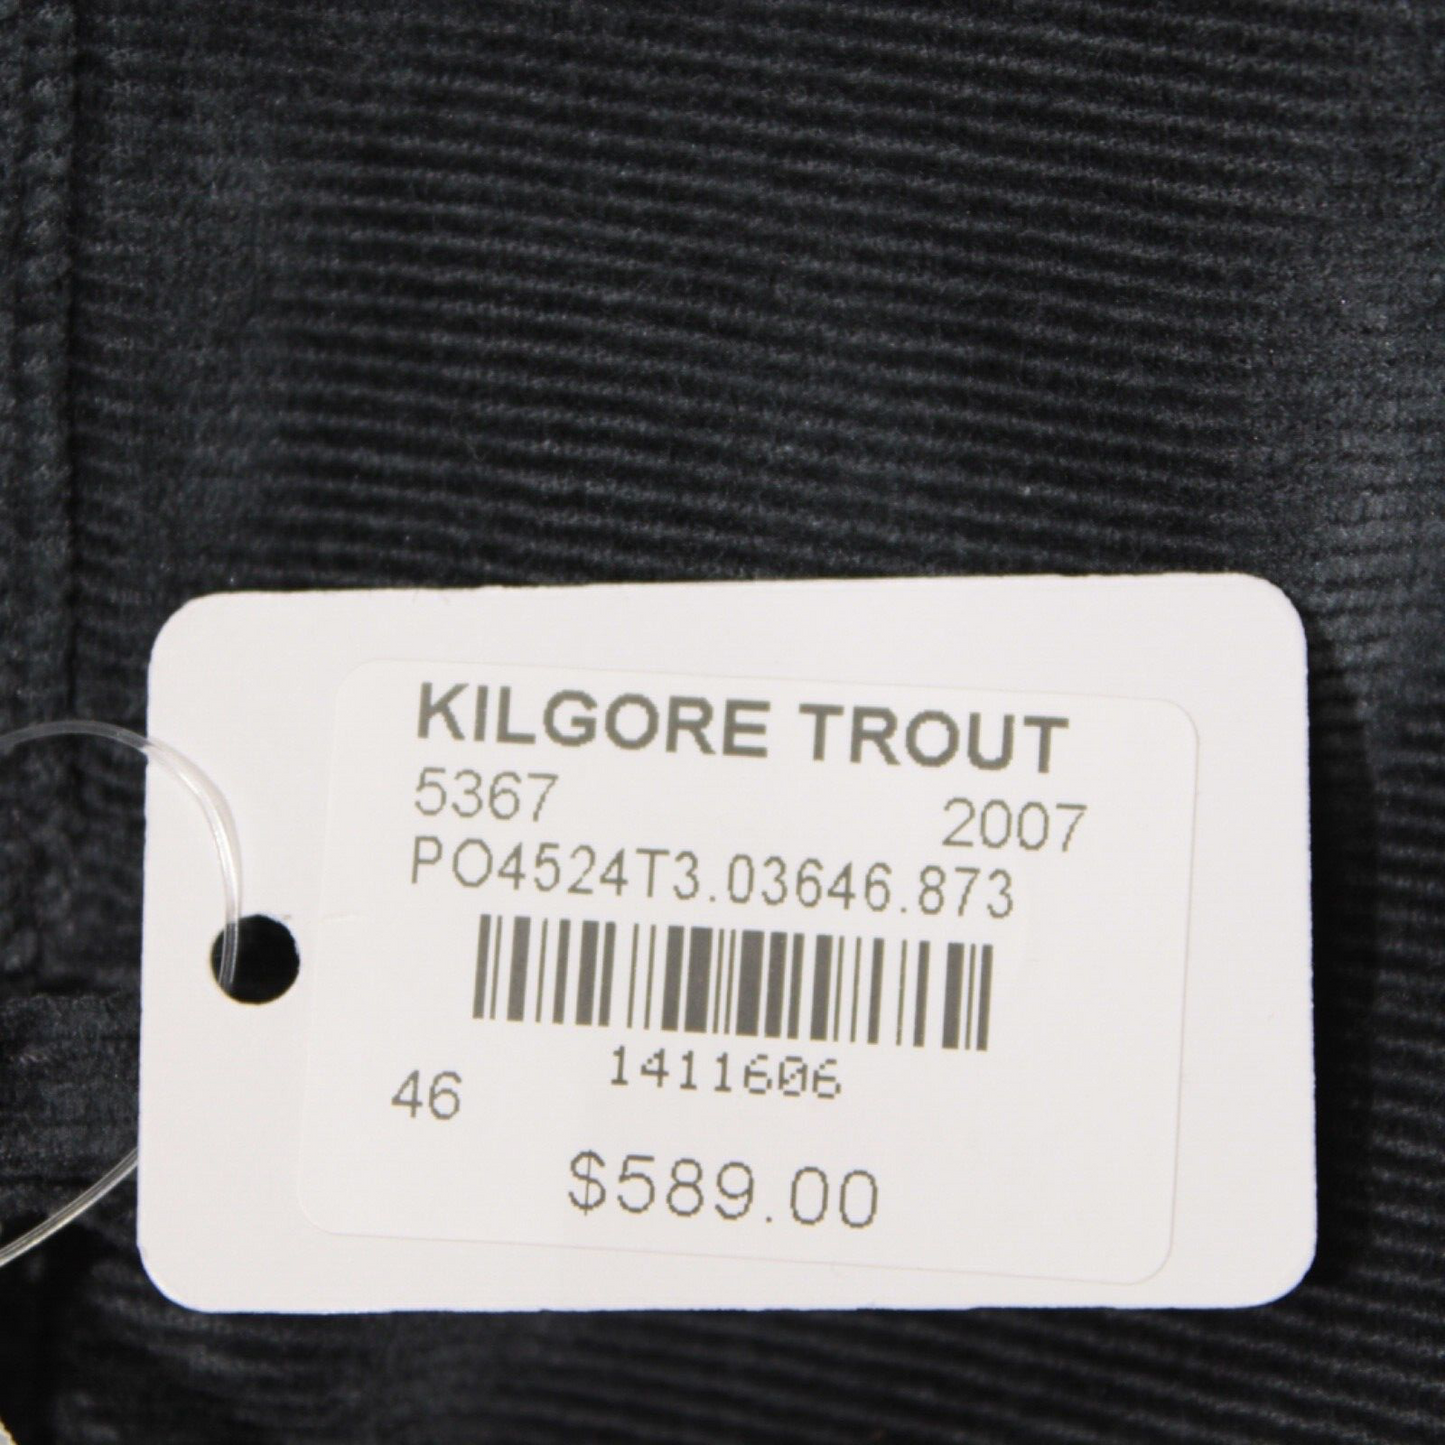 KILGORE TROUT
5367 2007
PO4524T3.03646.873
1411606
46
$589.00